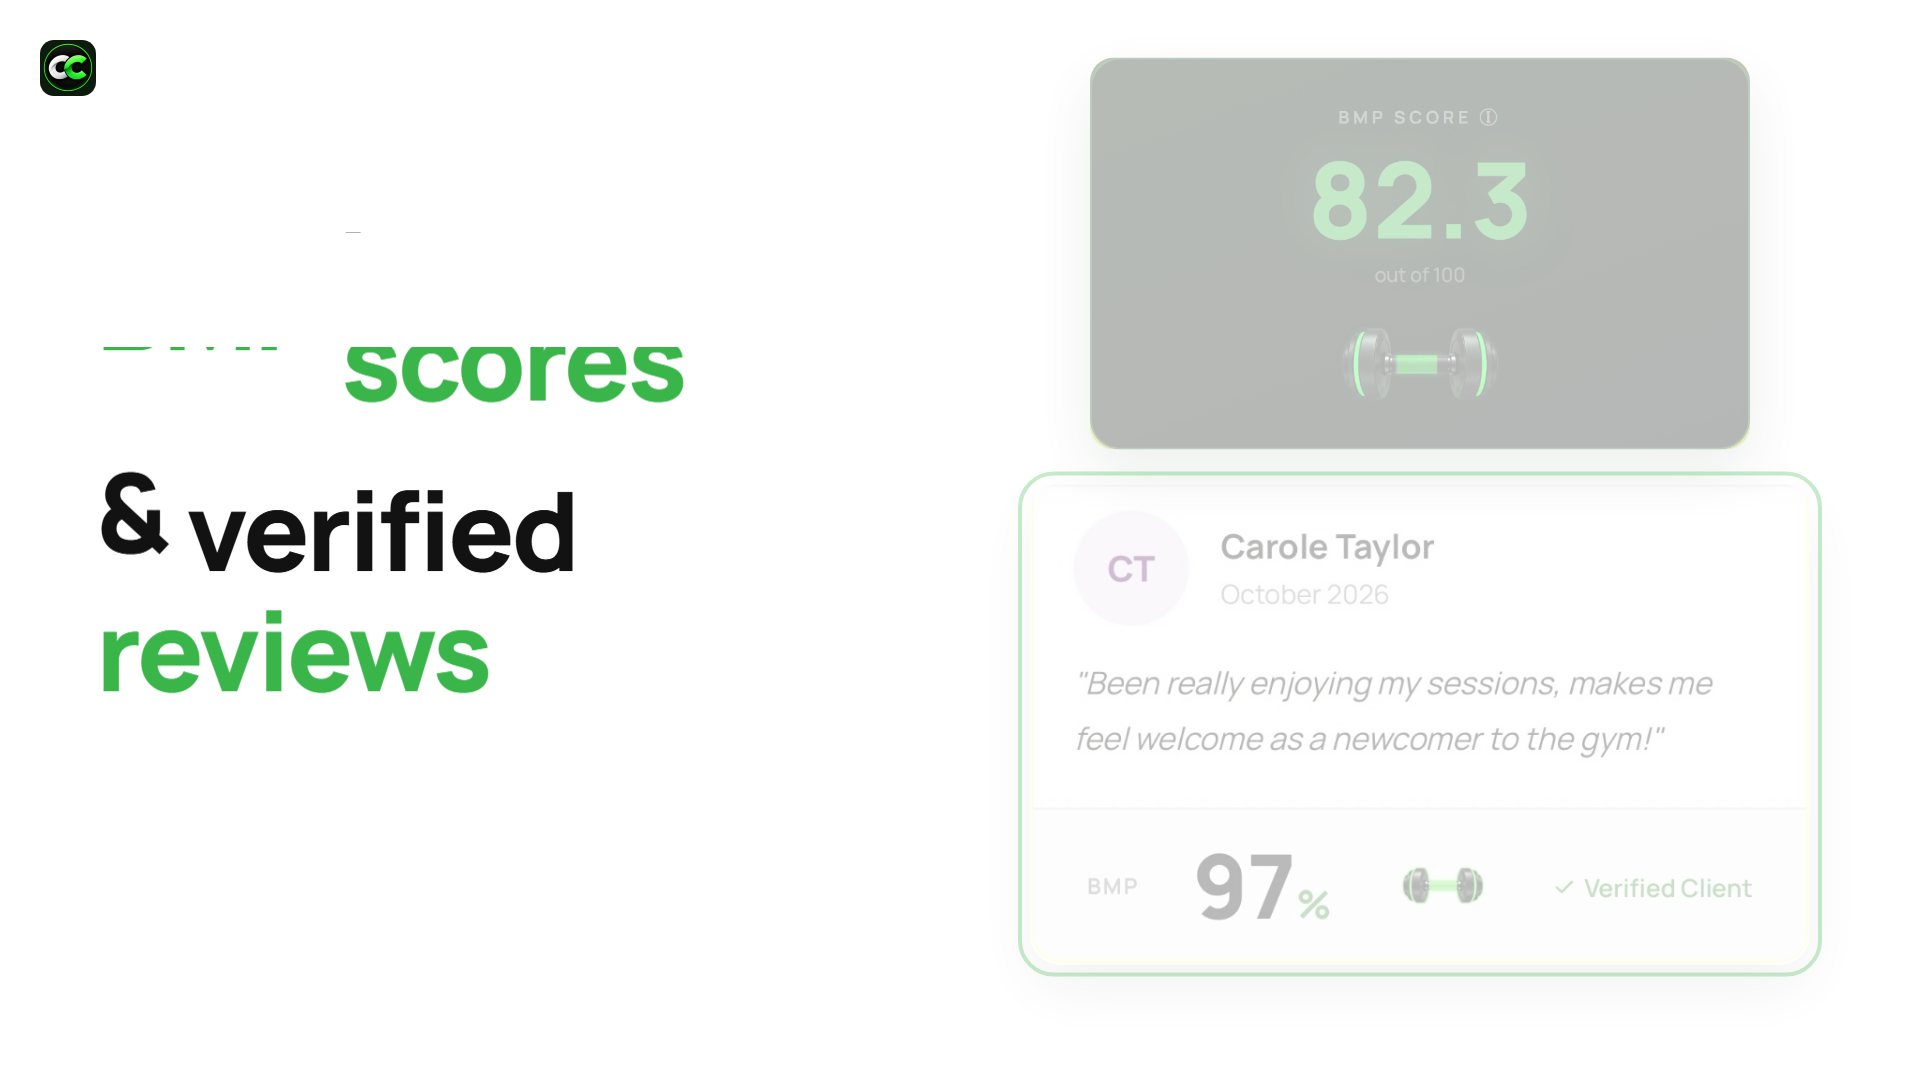 CC
scores
& verified
reviews
BMP SCORE ⓘ
82.3
out of 100
CT
Carole Taylor
October 2026
"Been really enjoying my sessions, makes me
feel welcome as a newcomer to the gym!"
BMP
97%
✓ Verified Client